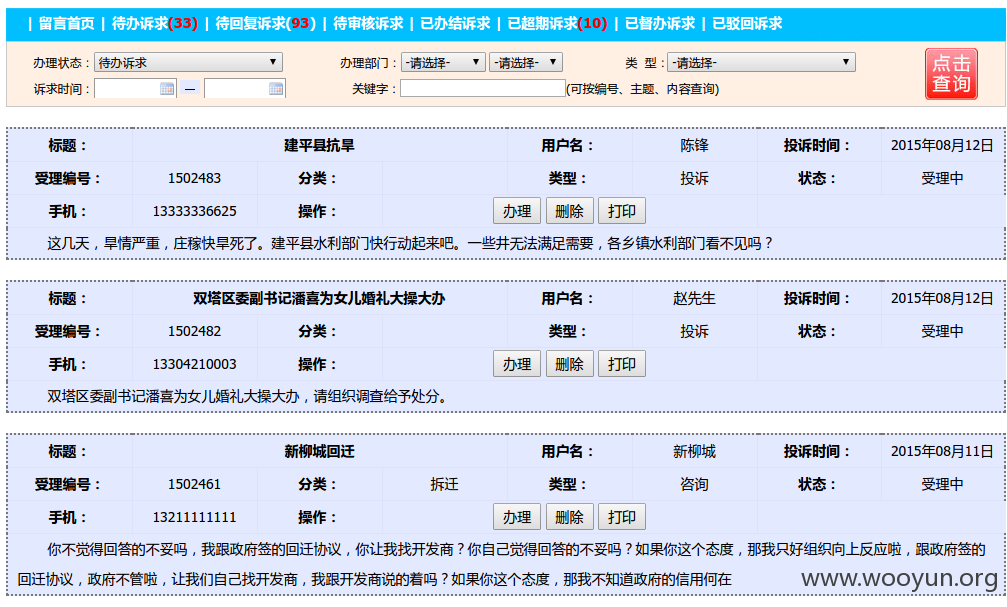 | 留言首页 | 待办诉求(33) | 待回复诉求(93) | 待审核诉求 | 已办结诉求 | 已超期诉求(10) | 已督办诉求 | 已驳回诉求
办理状态： 待办诉求 办理部门： -请选择- -请选择- 类 型： -请选择-
诉求时间： — 关键字： (可按编号、主题、内容查询)
点击
查询
标题： 建平县抗旱 用户名： 陈锋 投诉时间： 2015年08月12日
受理编号： 1502483 分类： 类型： 投诉 状态： 受理中
手机： 13333336625 操作： 办理 删除 打印
这几天，旱情严重，庄稼快旱死了。建平县水利部门快行动起来吧。一些井无法满足需要，各乡镇水利部门看不见吗？
标题： 双塔区委副书记潘喜为女儿婚礼大操大办 用户名： 赵先生 投诉时间： 2015年08月12日
受理编号： 1502482 分类： 类型： 投诉 状态： 受理中
手机： 13304210003 操作： 办理 删除 打印
双塔区委副书记潘喜为女儿婚礼大操大办，请组织调查给予处分。
标题： 新柳城回迁 用户名： 新柳城 投诉时间： 2015年08月11日
受理编号： 1502461 分类： 拆迁 类型： 咨询 状态： 受理中
手机： 13211111111 操作： 办理 删除 打印
你不觉得回答的不妥吗，我跟政府签的回迁协议，你让我找开发商？你自己觉得回答的不妥吗？如果你这个态度，那我只好组织向上反应啦，跟政府签的
回迁协议，政府不管啦，让我们自己找开发商，我跟开发商说的着吗？如果你这个态度，那我不知道政府的信用何在
www.wooyun.org